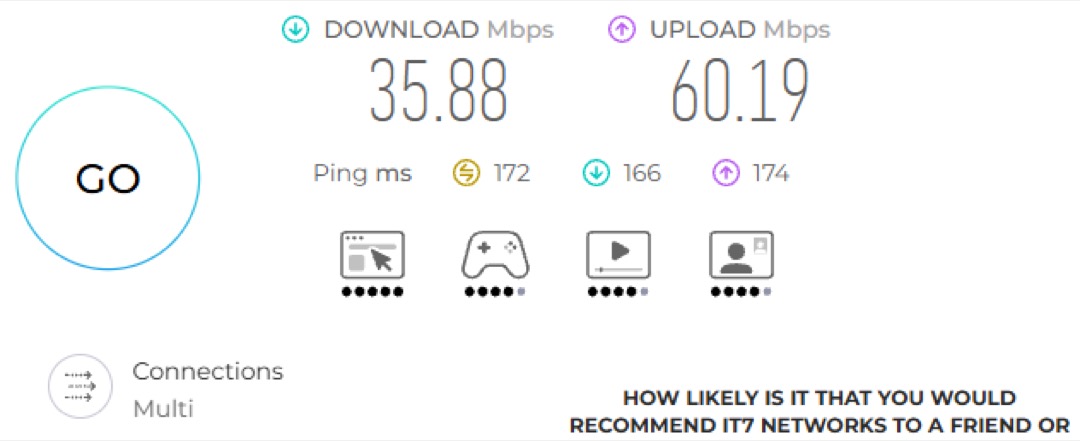 DOWNLOAD Mbps UPLOAD Mbps
35.88 60.19
GO
Ping ms 172 166 174
Connections
Multi
HOW LIKELY IS IT THAT YOU WOULD
RECOMMEND IT7 NETWORKS TO A FRIEND OR